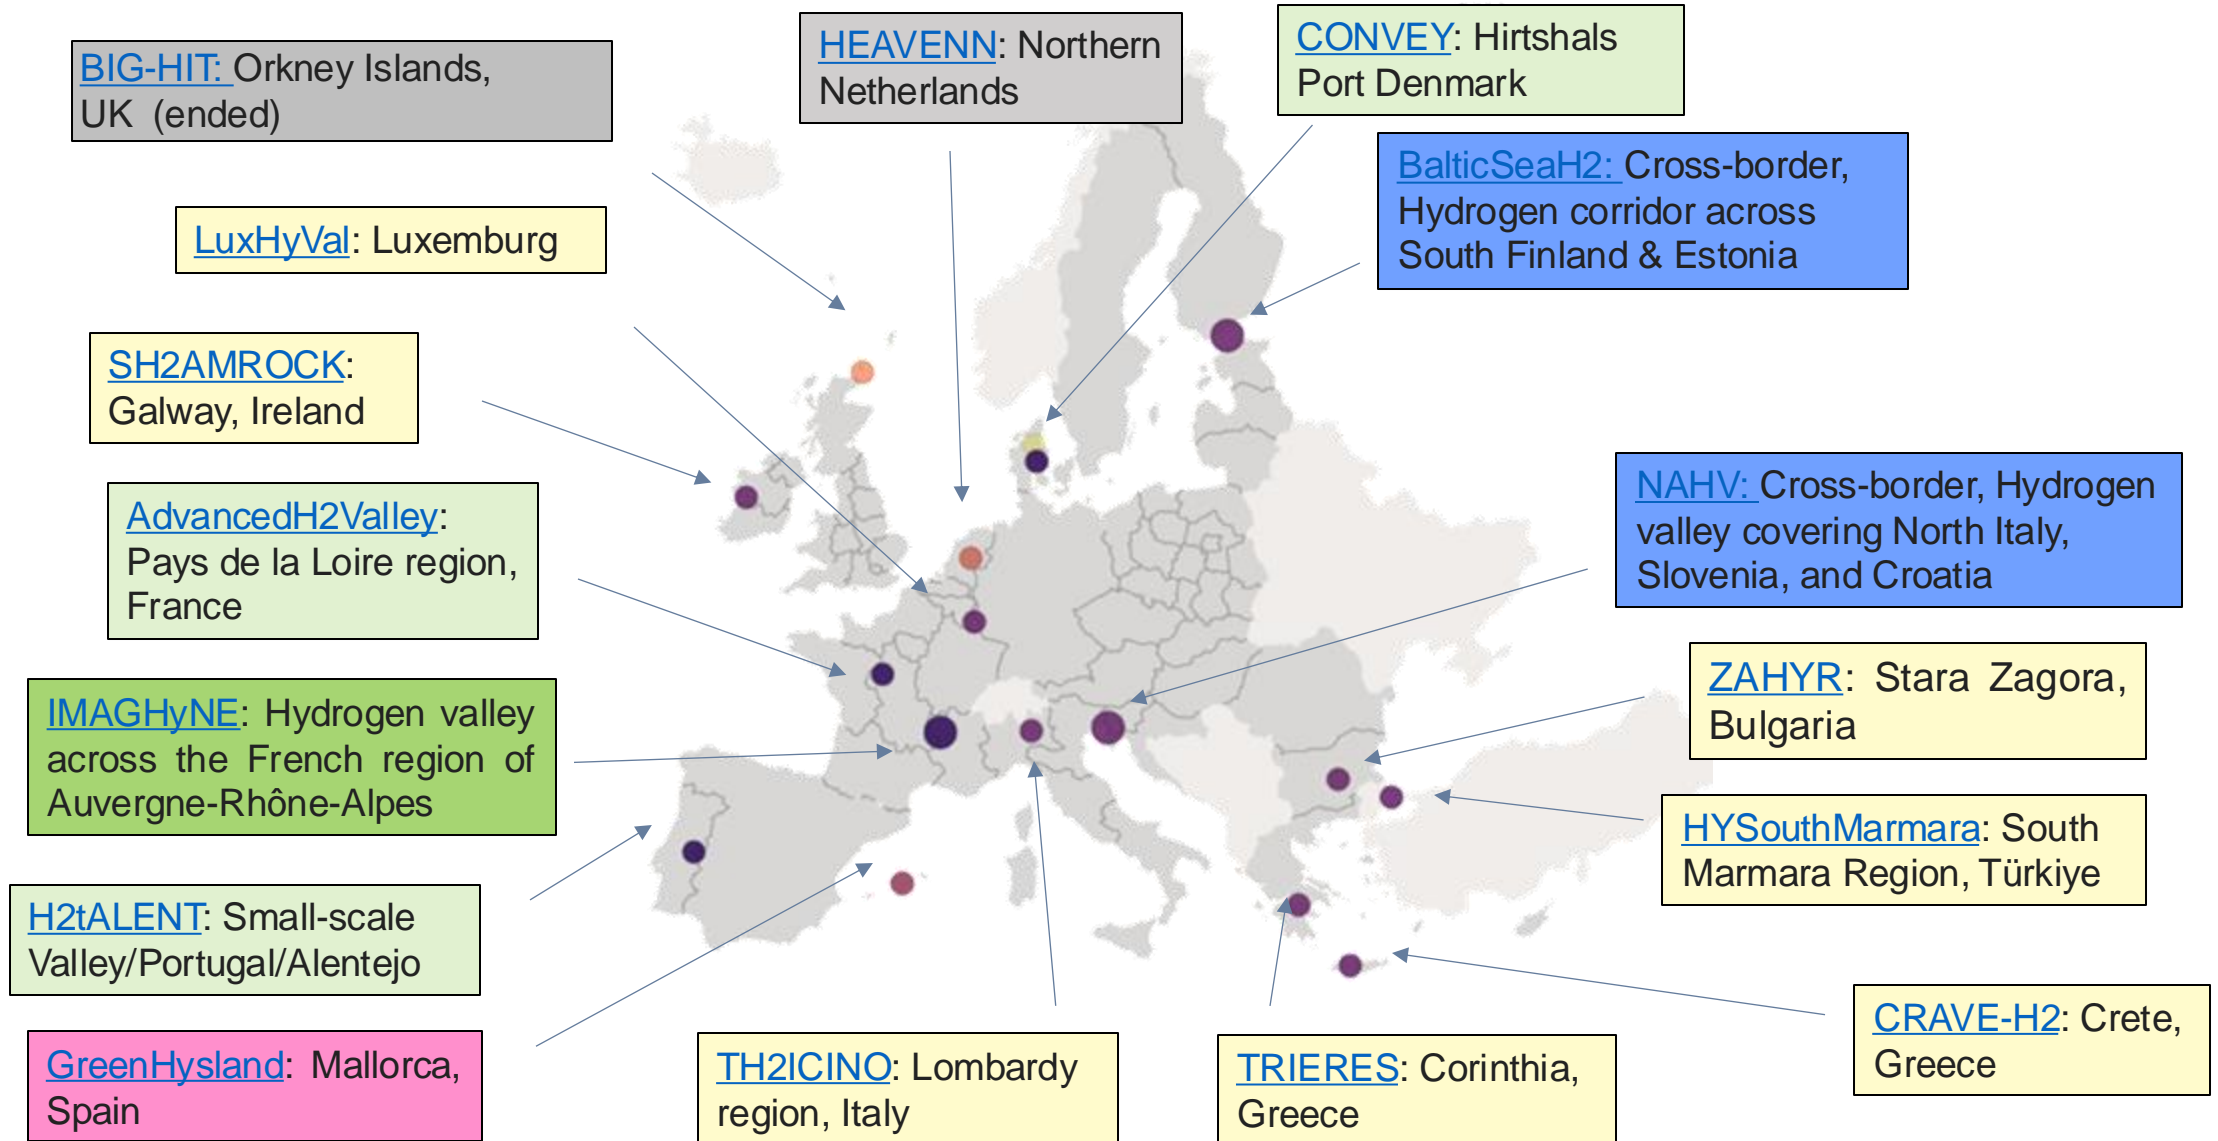 BIG-HIT: Orkney Islands,
UK (ended)
HEAVENN: Northern
Netherlands
CONVEY: Hirtshals
Port Denmark
BalticSeaH2: Cross-border,
Hydrogen corridor across
South Finland & Estonia
LuxHyVal: Luxemburg
SH2AMROCK:
Galway, Ireland
AdvancedH2Valley:
Pays de la Loire region,
France
NAHV: Cross-border, Hydrogen
valley covering North Italy,
Slovenia, and Croatia
IMAGHyNE: Hydrogen valley
across the French region of
Auvergne-Rhône-Alpes
ZAHYR: Stara Zagora,
Bulgaria
HYSouthMarmara: South
Marmara Region, Türkiye
H2tALENT: Small-scale
Valley/Portugal/Alentejo
GreenHysland: Mallorca,
Spain
TH2ICINO: Lombardy
region, Italy
TRIERES: Corinthia,
Greece
CRAVE-H2: Crete,
Greece